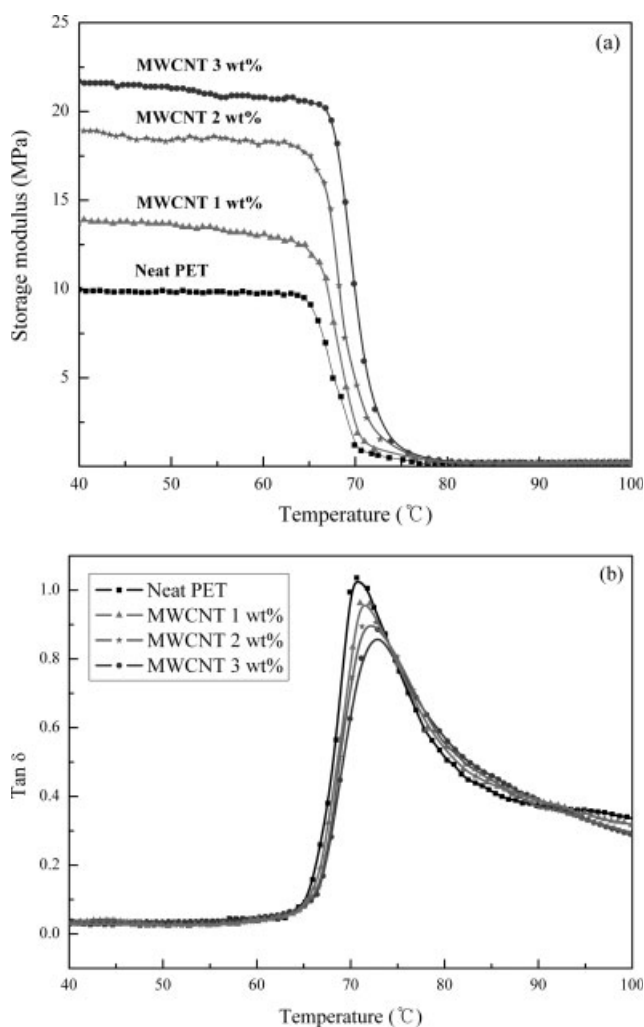 (a)
25
20
15
10
5
Storage modulus (MPa)
MWCNT 3 wt%
MWCNT 2 wt%
MWCNT 1 wt%
Neat PET
40 50 60 70 80 90 100
Temperature (℃)
(b)
1.0
0.8
0.6
0.4
0.2
0.0
Tan δ
Neat PET
MWCNT 1 wt%
MWCNT 2 wt%
MWCNT 3 wt%
40 50 60 70 80 90 100
Temperature (℃)